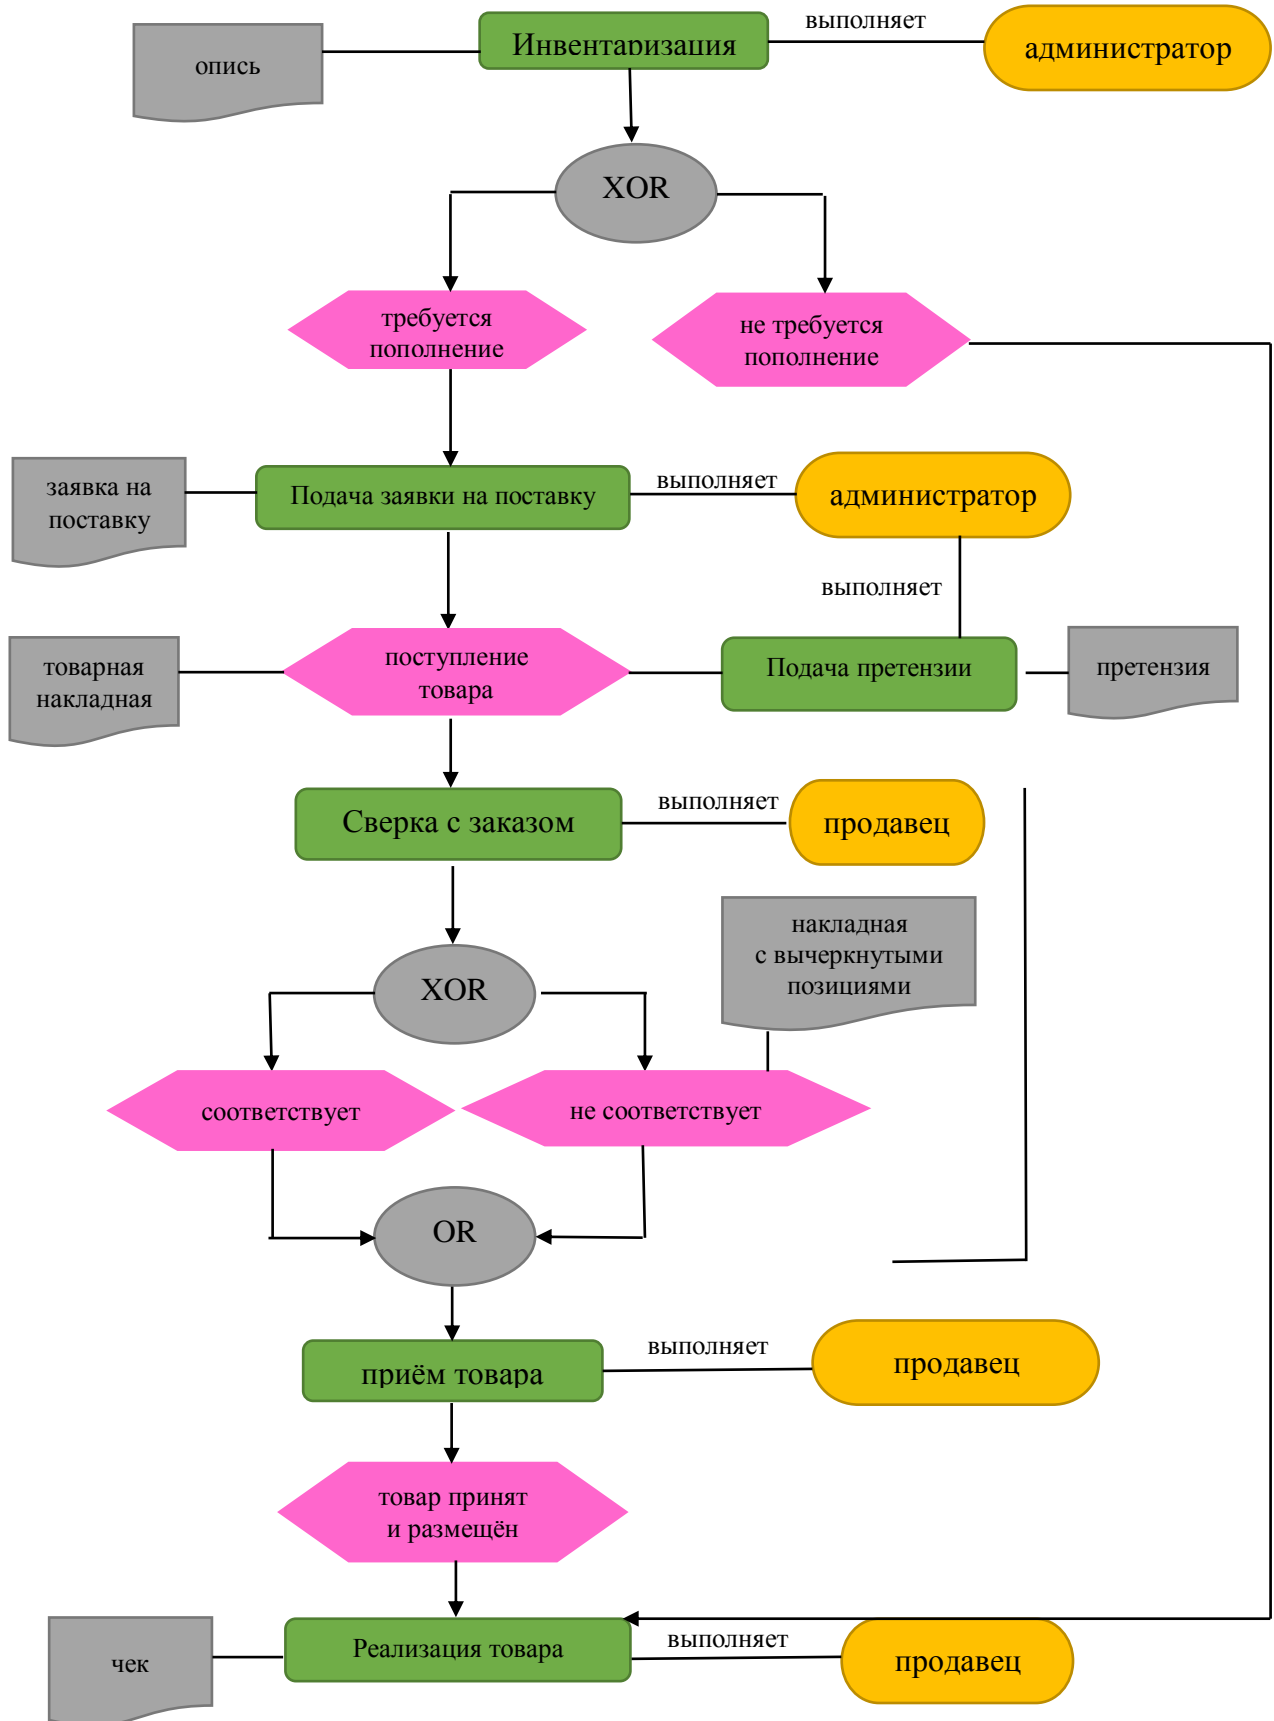 опись
Инвентаризация
выполняет
администратор
XOR
требуется
пополнение
не требуется
пополнение
заявка на
поставку
Подача заявки на поставку
выполняет
администратор
выполняет
товарная
накладная
поступление
товара
Подача претензии
претензия
Сверка с заказом
выполняет
продавец
накладная
с вычеркнутыми
позициями
XOR
соответствует
не соответствует
OR
приём товара
выполняет
продавец
товар принят
и размещён
чек
Реализация товара
выполняет
продавец